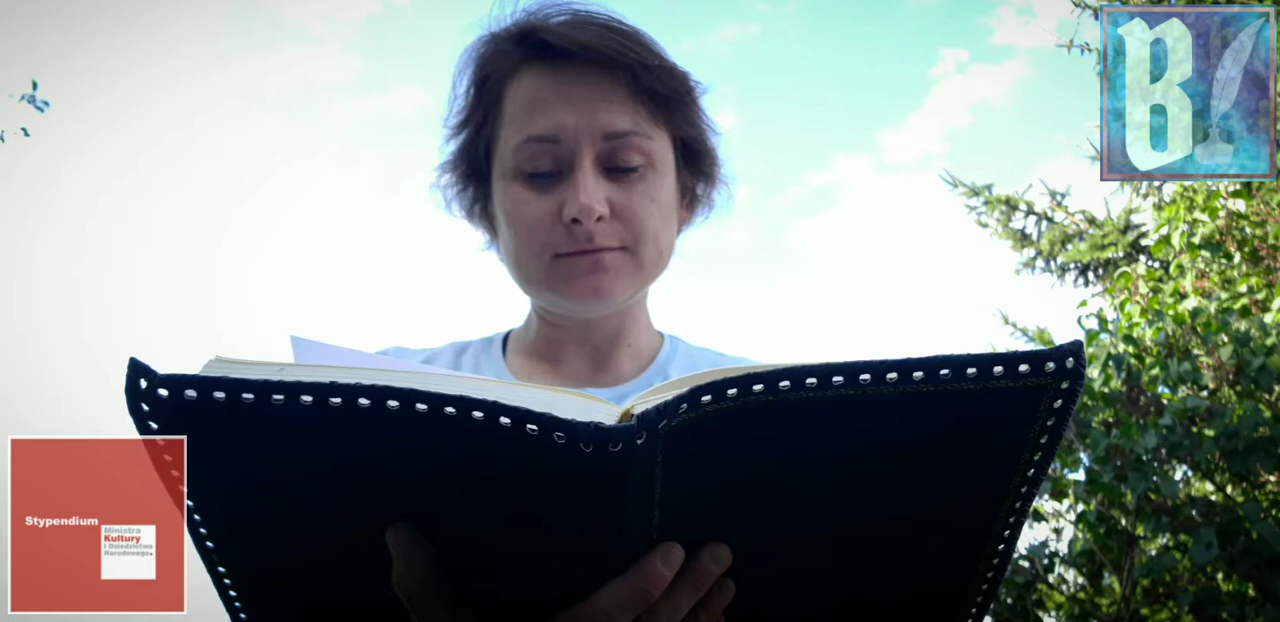 B
Stypendium
Ministra
Kultury
i Dziedzictwa
Narodowego.